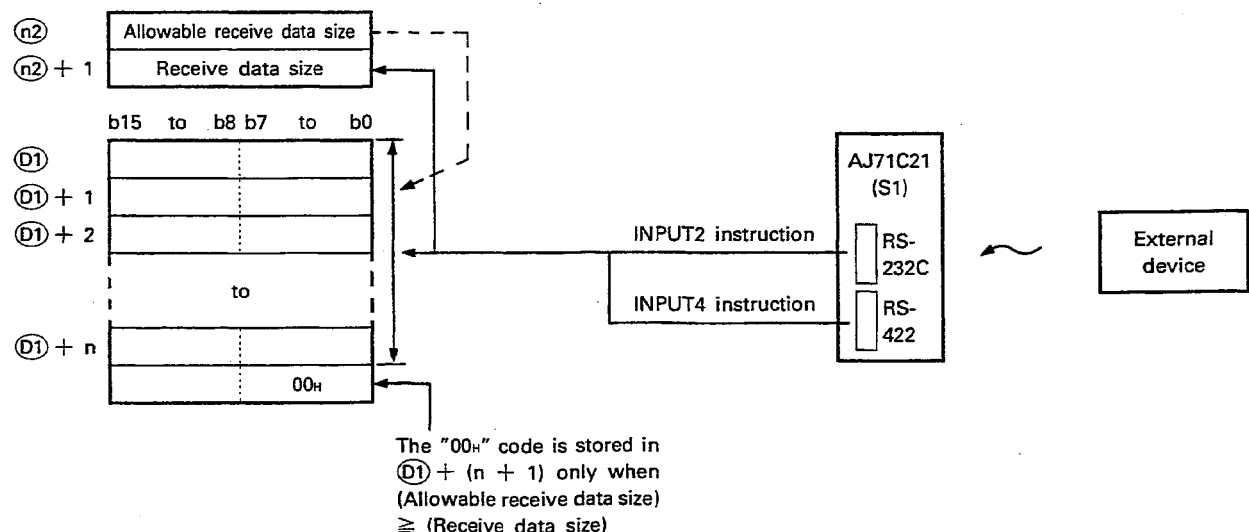 n2 Allowable receive data size
n2 + 1 Receive data size
b15 to b8 b7 to b0
D1
D1 + 1
D1 + 2
to
D1 + n
00H
INPUT2 instruction
INPUT4 instruction
AJ71C21
(S1)
RS-
232C
RS-
422
External
device
The "00H" code is stored in
D1 + (n + 1) only when
(Allowable receive data size)
≧ (Receive data size)